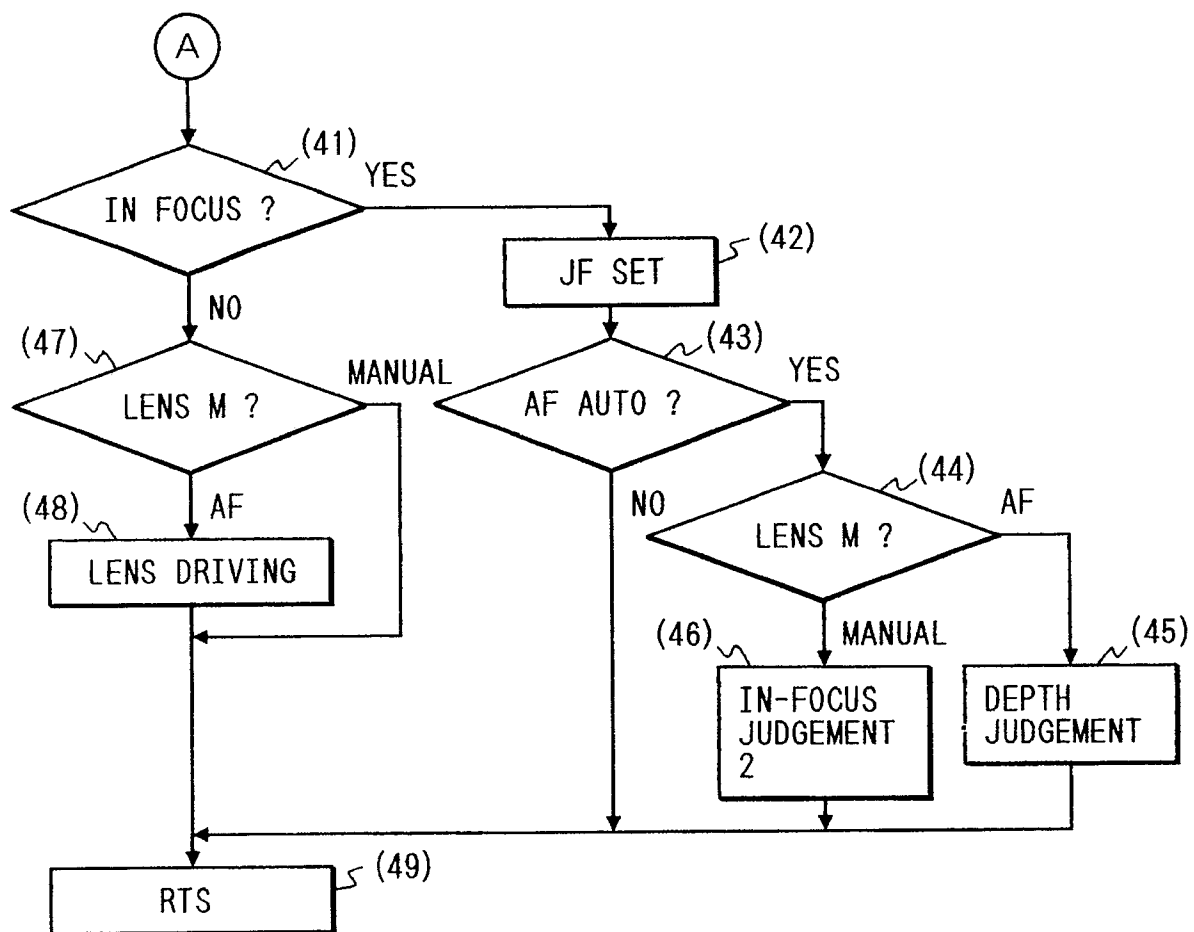 A
(41)
IN FOCUS ?
YES
(42)
JF SET
NO
(47)
LENS M ?
MANUAL
(43)
AF AUTO ?
YES
(48)
AF
LENS DRIVING
NO
(44)
LENS M ?
AF
(46)
MANUAL
IN-FOCUS
JUDGEMENT
2
(45)
DEPTH
JUDGEMENT
(49)
RTS